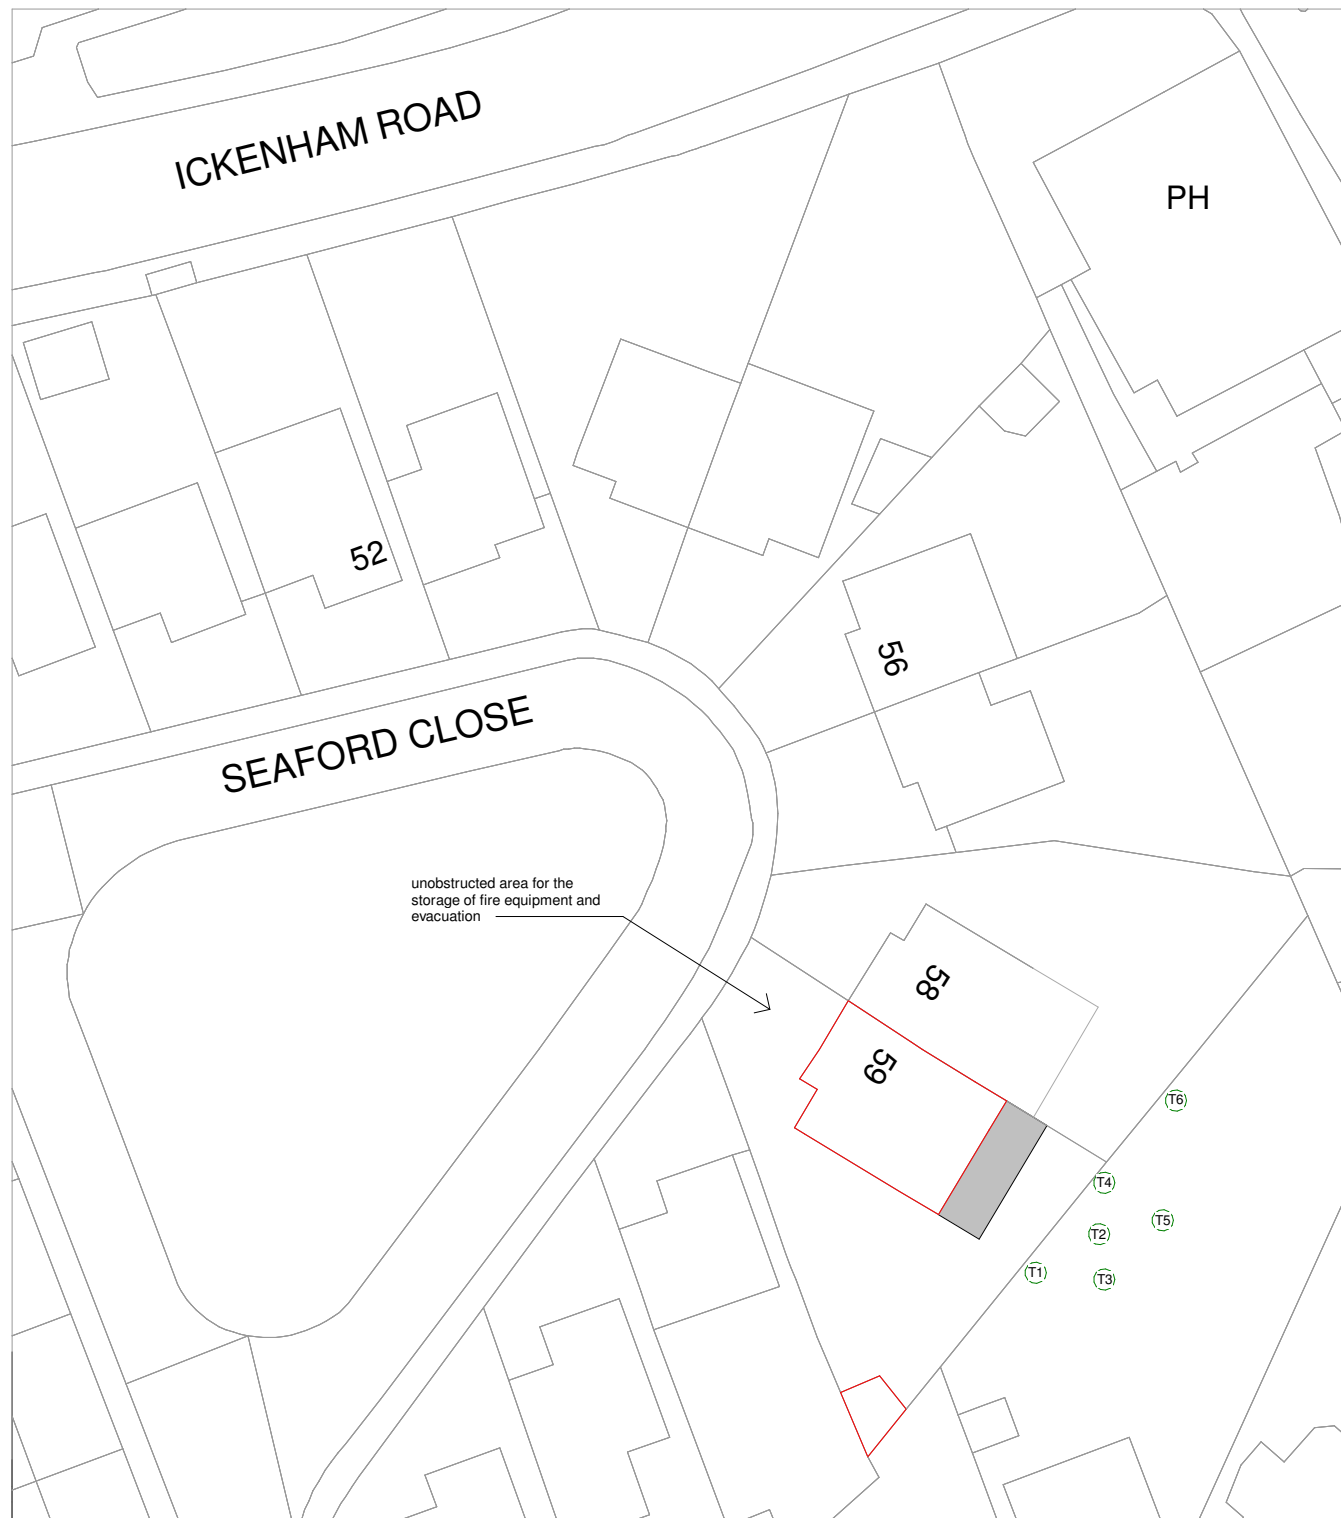 ICKENHAM ROAD
PH
52
56
SEAFORD CLOSE
unobstructed area for the
storage of fire equipment and
evacuation
58
59
T6
T4
T5
T2
T1
T3